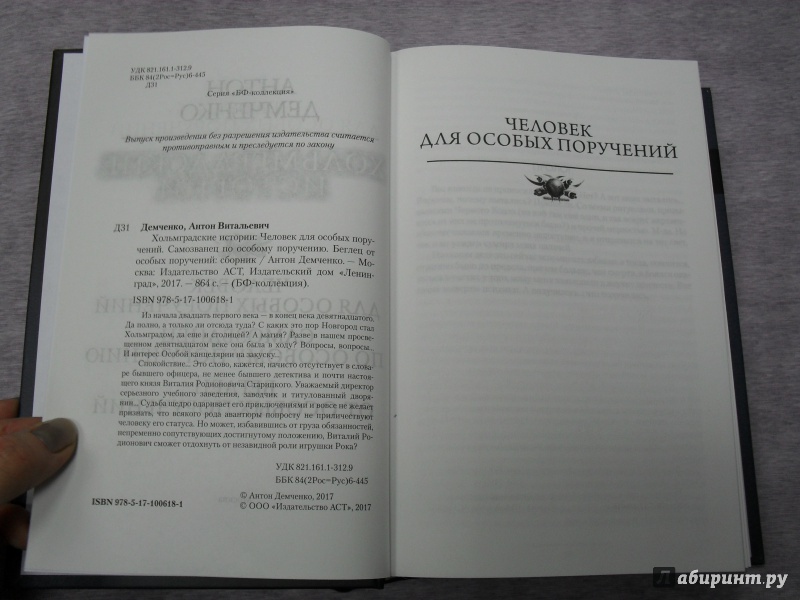 УДК 821.161.1-312.9
ББК 84(2Рос=Рус)6-445
Д31
Серия «БФ-коллекция»
Выпуск произведения без разрешения издательства считается
противоправным и преследуется по закону
Д31 Демченко, Антон Витальевич
Хольмградские истории: Человек для особых пору-
чений. Самозванец по особому поручению. Беглец от
особых поручений: сборник / Антон Демченко. — Мо-
сква: Издательство АСТ, Издательский дом «Ленин-
град», 2017. — 864 с. — (БФ-коллекция).
ISBN 978-5-17-100618-1
Из начала двадцать первого века — в конец века девятнадцатого.
Да полно, а только ли отсюда туда? С каких это пор Новгород стал
Хольмградом, да еще и столицей? А магия? Разве в нашем просве-
щенном девятнадцатом веке она была в ходу? Вопросы, вопросы...
И интерес Особой канцелярии на закуску.
Спокойствие... Это слово, кажется, начисто отсутствует в слова-
ре бывшего офицера, не менее бывшего детектива и почти настоя-
щего князя Виталия Родионовича Старицкого. Уважаемый директор
серьезного учебного заведения, заводчик и титулованный дворя-
нин... Судьба щедро одаривает его приключениями и вовсе не желает
признать, что всякого рода авантюры попросту не приличествуют
человеку его статуса. Но может, избавившись от груза обязанностей,
непременно сопутствующих достигнутому положению, Виталий Ро-
дионович сможет отдохнуть от незавидной роли игрушки Рока?
УДК 821.161.1-312.9
ББК 84(2Рос=Рус)6-445
ISBN 978-5-17-100618-1
© Антон Демченко, 2017
© ООО «Издательство АСТ», 2017
ЧЕЛОВЕК
ДЛЯ ОСОБЫХ ПОРУЧЕНИЙ
Лабиринт.ру